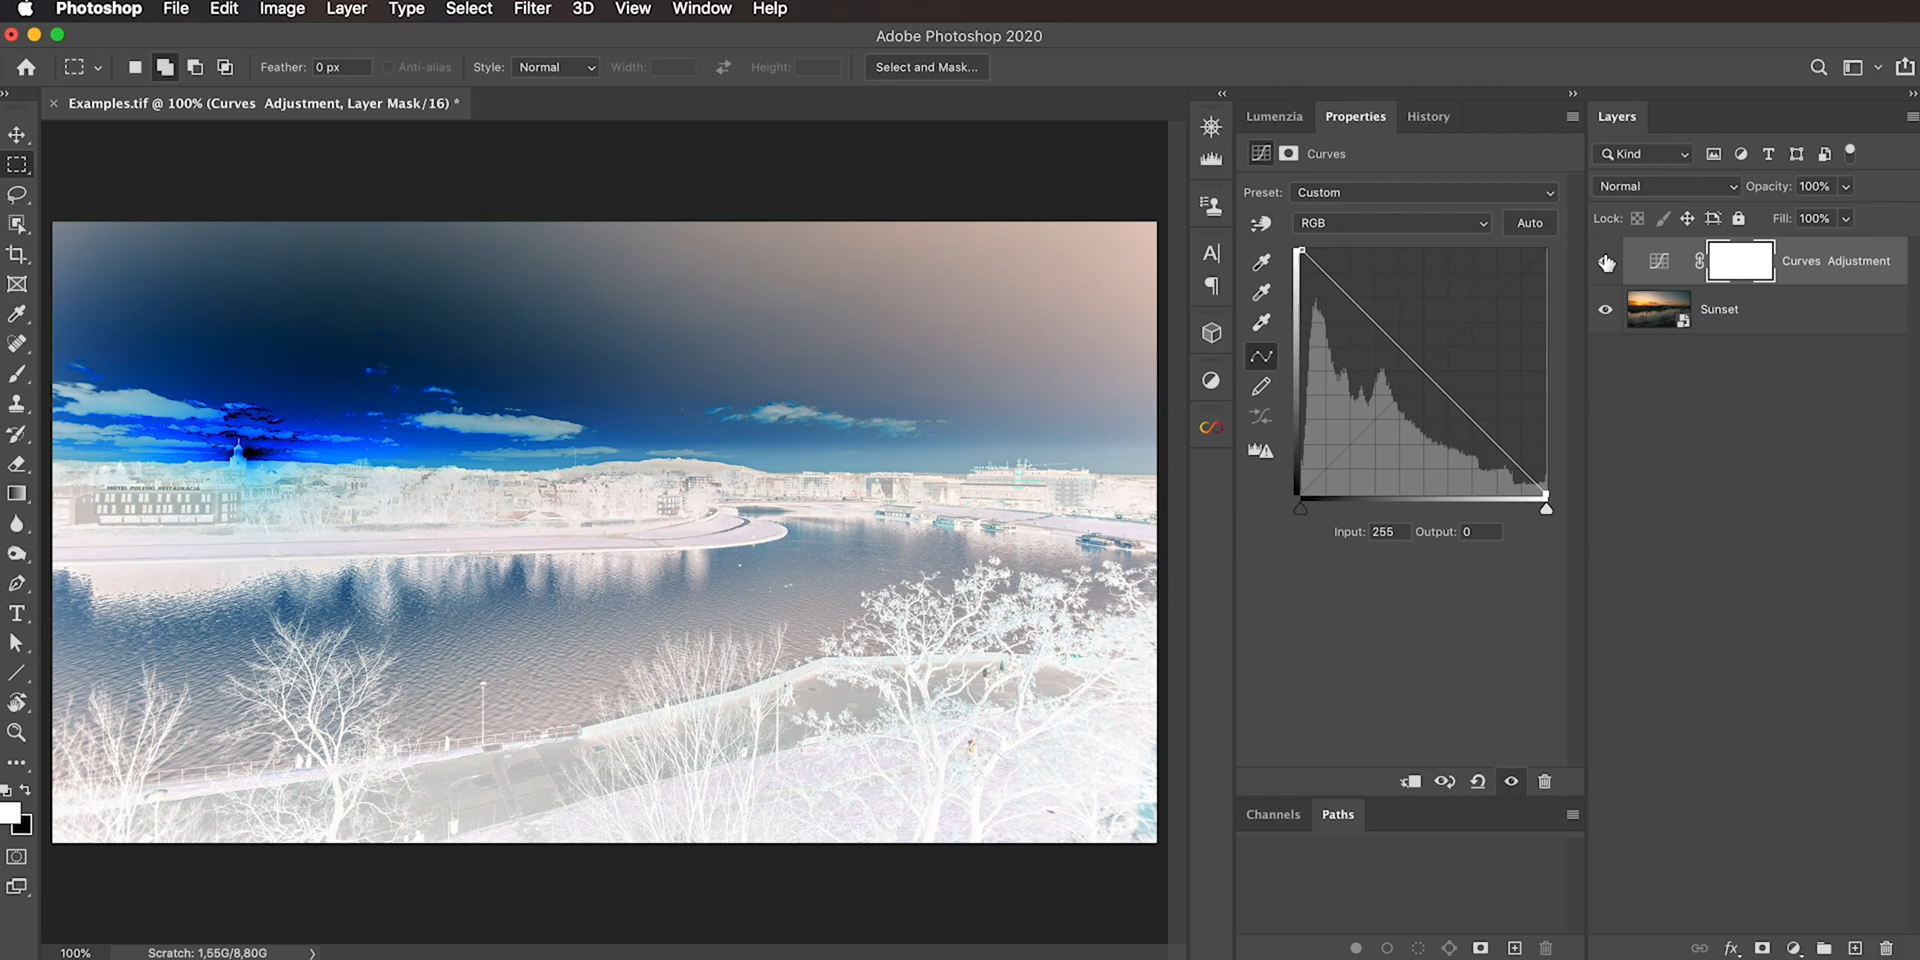 Photoshop File Edit Image Layer Type Select Filter 3D View Window Help
Adobe Photoshop 2020
Feather: 0 px Anti-alias Style: Normal Width: Height: Select and Mask...
Examples.tif @ 100% (Curves Adjustment, Layer Mask/16) *
Lumenzia Properties History
Layers
Curves
Kind
Preset: Custom
Normal Opacity: 100%
RGB Auto
Lock: Fill: 100%
Curves Adjustment
Sunset
HOTEL POLESKI RESTAURACJA
Input: 255 Output: 0
Channels Paths
100% Scratch: 1,55G/8,80G